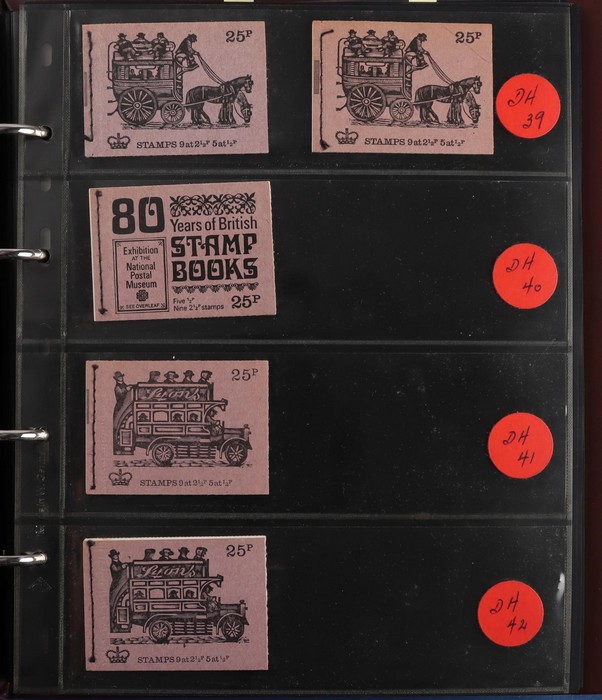 25P
STAMPS 9 at 2½P 5 at ½P
25P
STAMPS 9 at 2½P 5 at ½P
DH
39
80
Years of British
STAMP
BOOKS
Exhibition
AT THE
National
Postal
Museum
SEE OVERLEAF
Five ½P
Nine 2½P stamps
25P
DH
40
25P
Lyons
STAMPS 9 at 2½P 5 at ½P
DH
41
25P
Lyons
STAMPS 9 at 2½P 5 at ½P
DH
42